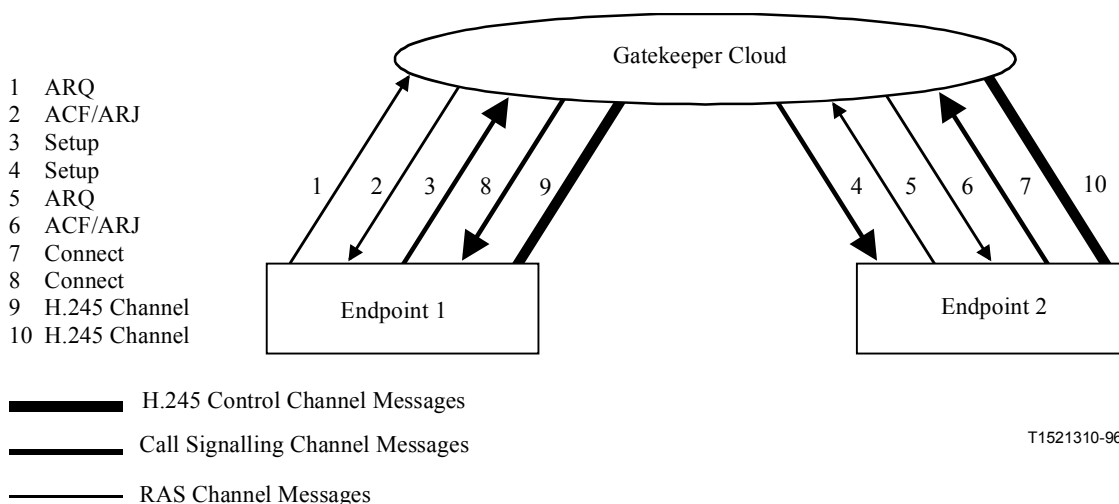 Gatekeeper Cloud
1 ARQ
2 ACF/ARJ
3 Setup
4 Setup
5 ARQ
6 ACF/ARJ
7 Connect
8 Connect
9 H.245 Channel
10 H.245 Channel
1 2 3 8 9 4 5 6 7 10
Endpoint 1
Endpoint 2
H.245 Control Channel Messages
Call Signalling Channel Messages
T1521310-96
RAS Channel Messages